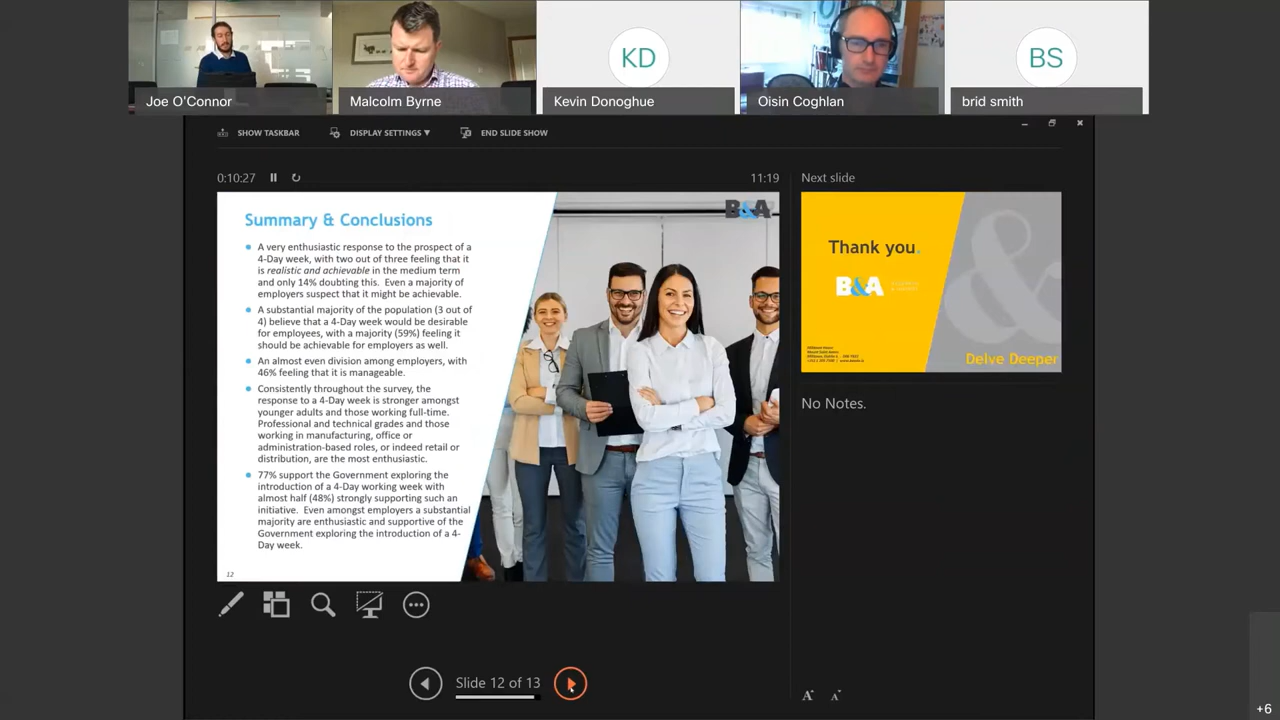 KD
BS
Joe O'Connor
Malcolm Byrne
Kevin Donoghue
Oisin Coghlan
brid smith
SHOW TASKBAR
DISPLAY SETTINGS ▼
END SLIDE SHOW
0:10:27
11:19
Next slide
Summary & Conclusions
B&A
A very enthusiastic response to the prospect of a
4-Day week, with two out of three feeling that it
is realistic and achievable in the medium term
and only 14% doubting this. Even a majority of
employers suspect that it might be achievable.
A substantial majority of the population (3 out of
4) believe that a 4-Day week would be desirable
for employees, with a majority (59%) feeling it
should be achievable for employers as well.
An almost even division among employers, with
46% feeling that it is manageable.
Consistently throughout the survey, the
response to a 4-Day week is stronger amongst
younger adults and those working full-time.
Professional and technical grades and those
working in manufacturing, office or
administration-based roles, or indeed retail or
distribution, are the most enthusiastic.
77% support the Government exploring the
introduction of a 4-Day working week with
almost half (48%) strongly supporting such an
initiative. Even amongst employers a substantial
majority are enthusiastic and supportive of the
Government exploring the introduction of a 4-
Day week.
12
Thank you.
B&A
&
Delve Deeper
No Notes.
Slide 12 of 13
A
A
+6